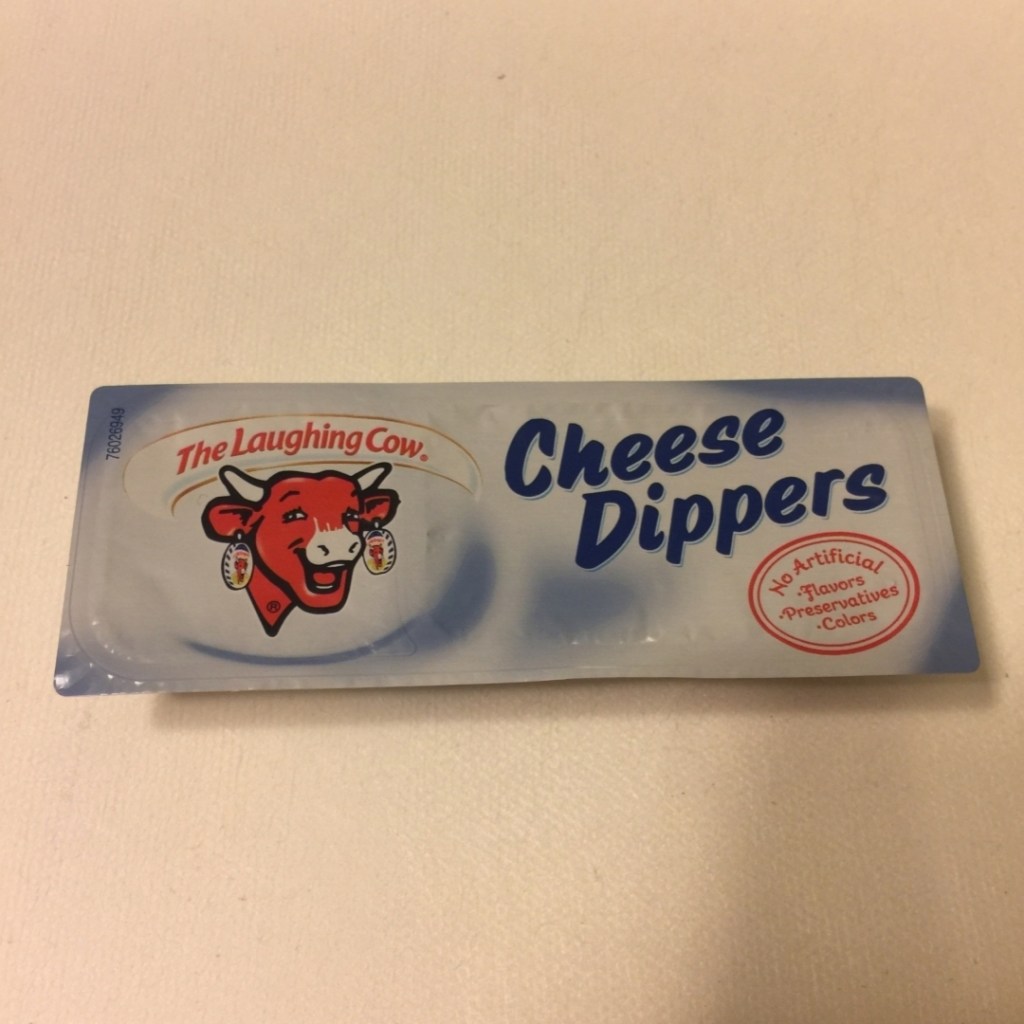 76026949
The Laughing Cow®
®
Cheese
Dippers
No Artificial
•Flavors
•Preservatives
•Colors